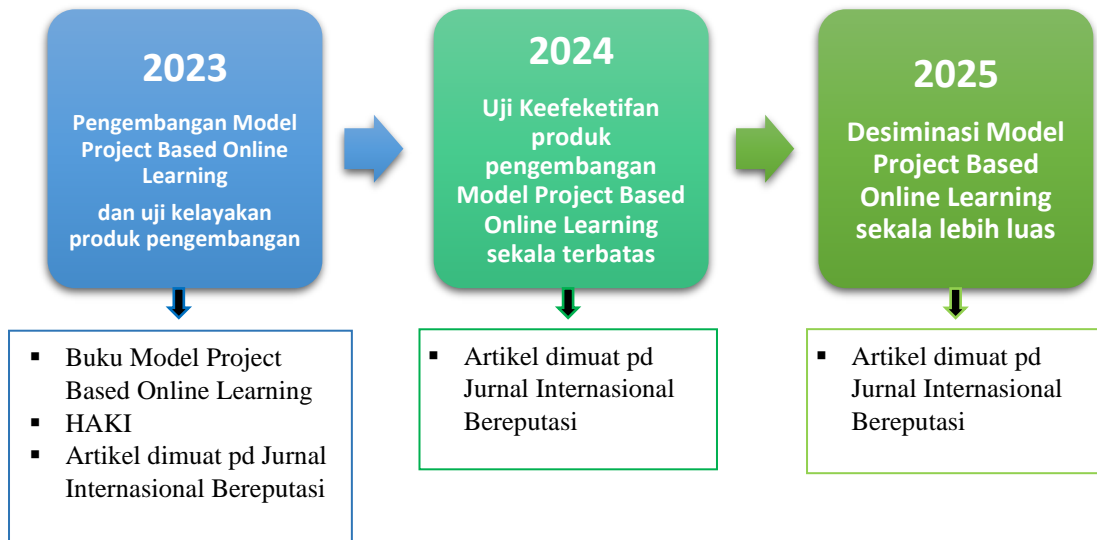 2023
Pengembangan Model
Project Based Online
Learning
dan uji kelayakan
produk pengembangan
2024
Uji Keefeketifan
produk
pengembangan
Model Project Based
Online Learning
sekala terbatas
2025
Desiminasi Model
Project Based
Online Learning
sekala lebih luas
▪ Buku Model Project
Based Online Learning
▪ HAKI
▪ Artikel dimuat pd Jurnal
Internasional Bereputasi
▪ Artikel dimuat pd
Jurnal Internasional
Bereputasi
▪ Artikel dimuat pd
Jurnal Internasional
Bereputasi